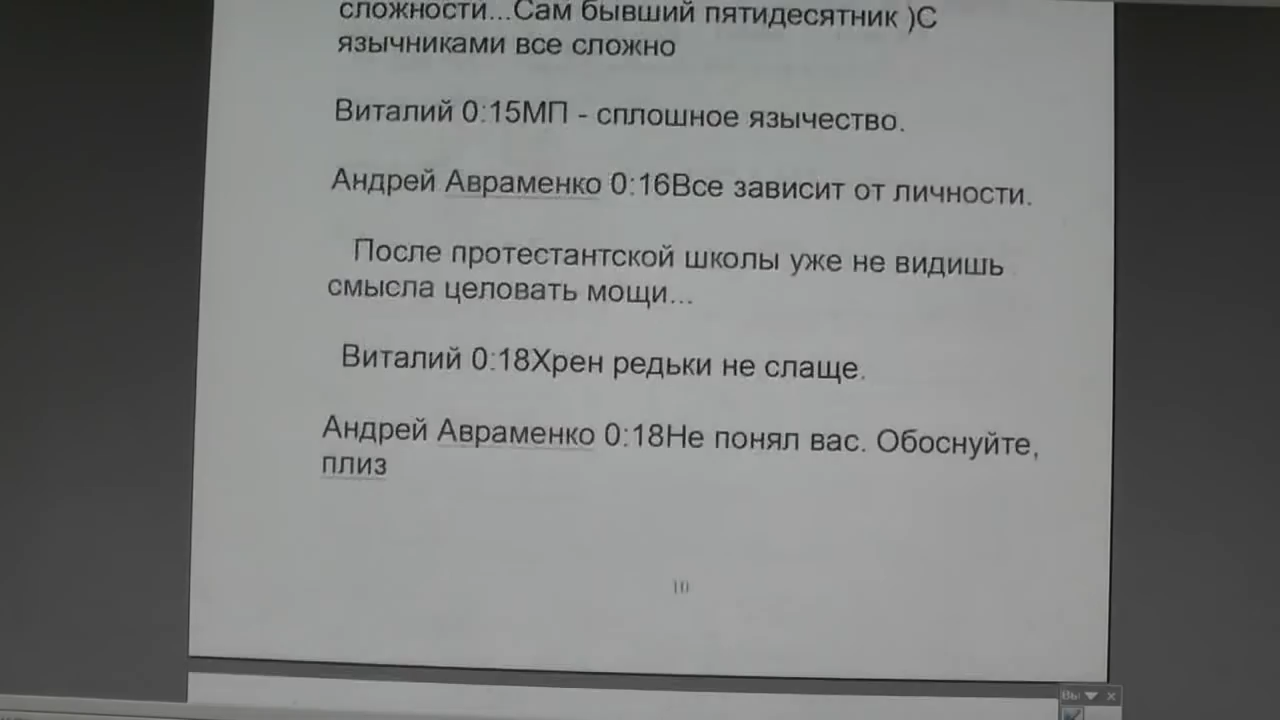 сложности...Сам бывший пятидесятник )С
язычниками все сложно
Виталий 0:15МП - сплошное язычество.
Андрей Авраменко 0:16Все зависит от личности.
После протестантской школы уже не видишь
смысла целовать мощи...
Виталий 0:18Хрен редьки не слаще.
Андрей Авраменко 0:18Не понял вас. Обоснуйте,
плиз
10
Вы